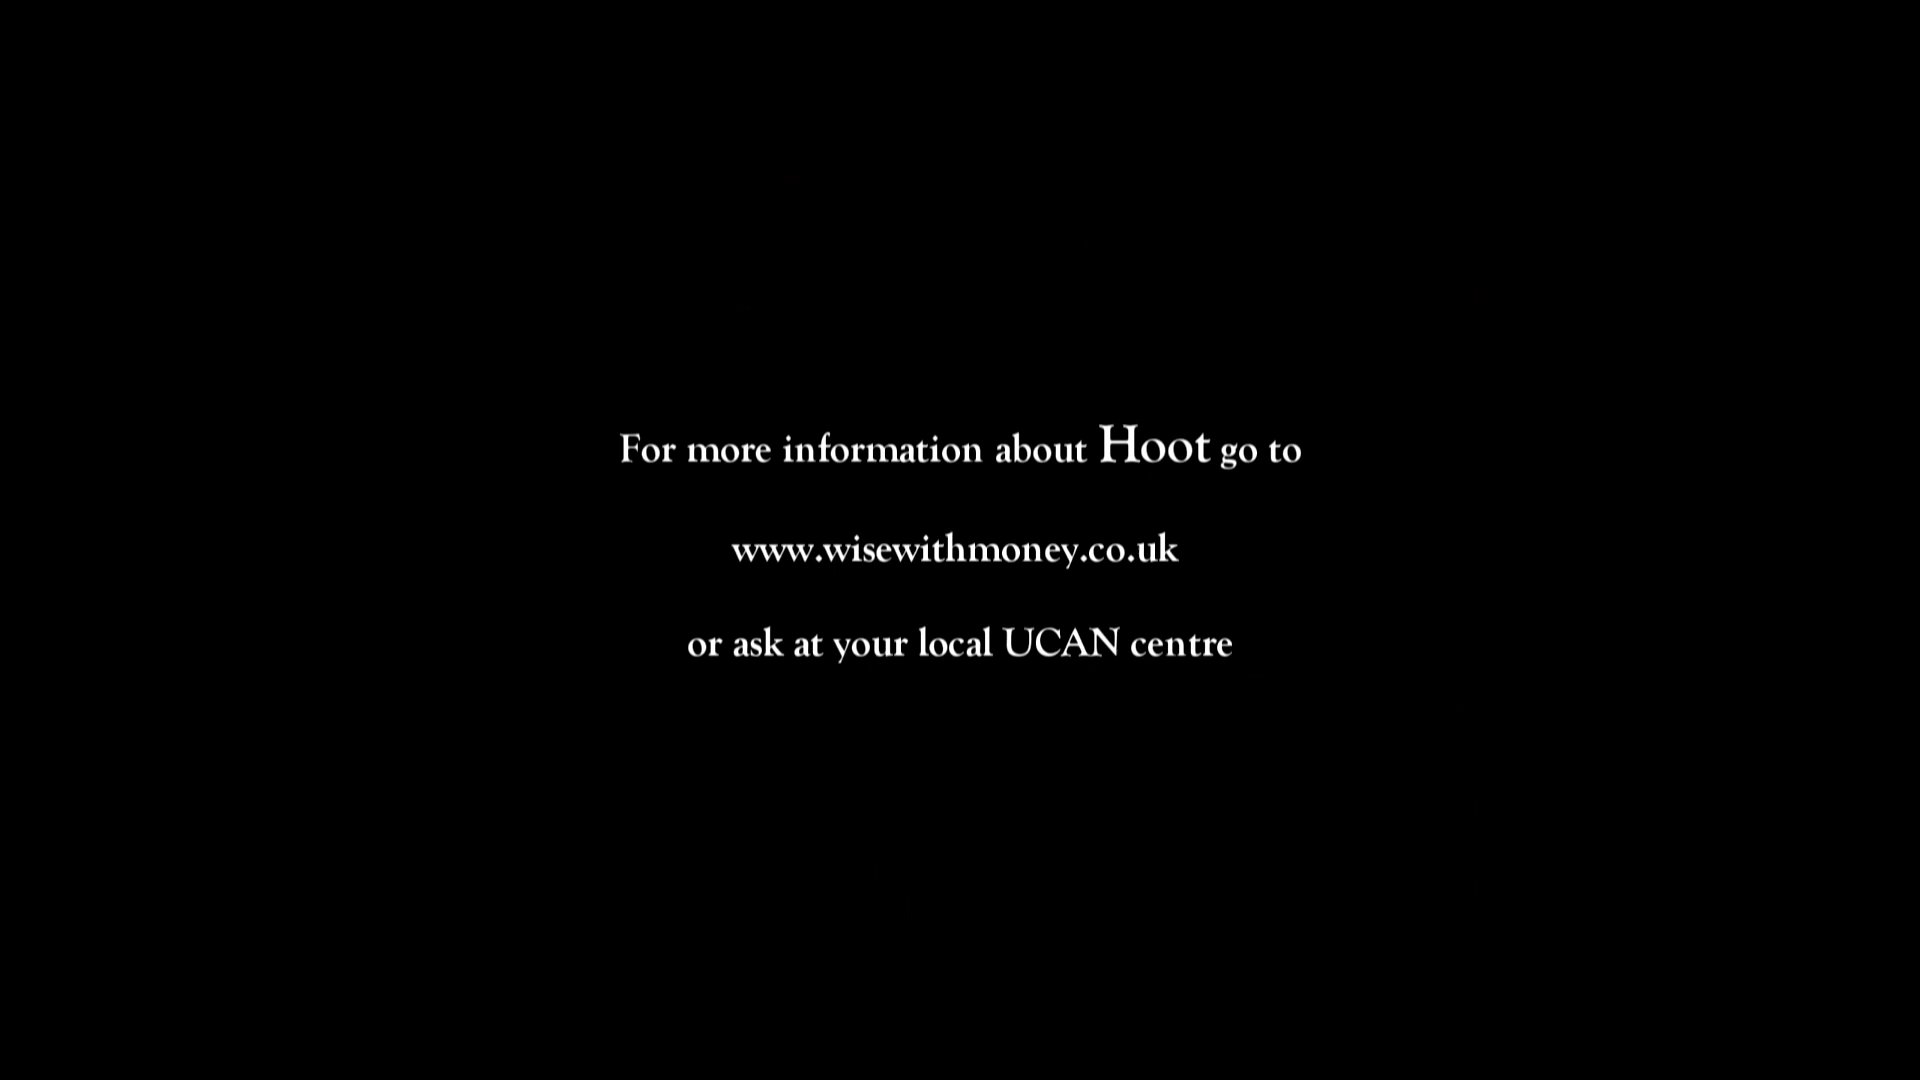 For more information about Hoot go to
www.wisewithmoney.co.uk
or ask at your local UCAN centre